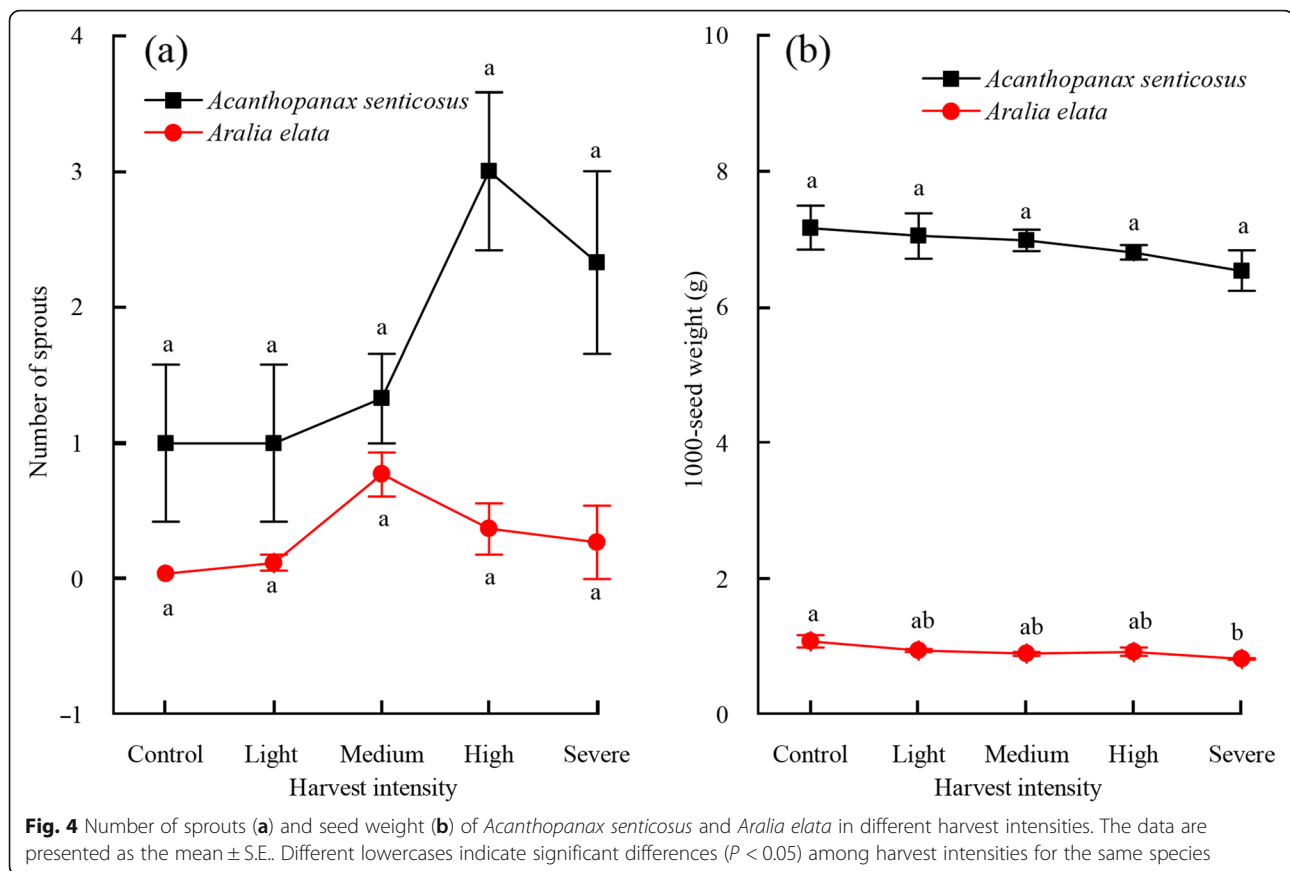 (a)
Acanthopanax senticosus
Aralia elata
4
3
2
1
0
–1
Number of sprouts
a a a a a
a a a a a
Control Light Medium High Severe
Harvest intensity
(b)
Acanthopanax senticosus
Aralia elata
10
8
6
4
2
0
1000-seed weight (g)
a a a a a
a ab ab ab b
Control Light Medium High Severe
Harvest intensity
Fig. 4 Number of sprouts (a) and seed weight (b) of Acanthopanax senticosus and Aralia elata in different harvest intensities. The data are
presented as the mean ± S.E.. Different lowercases indicate significant differences (P < 0.05) among harvest intensities for the same species